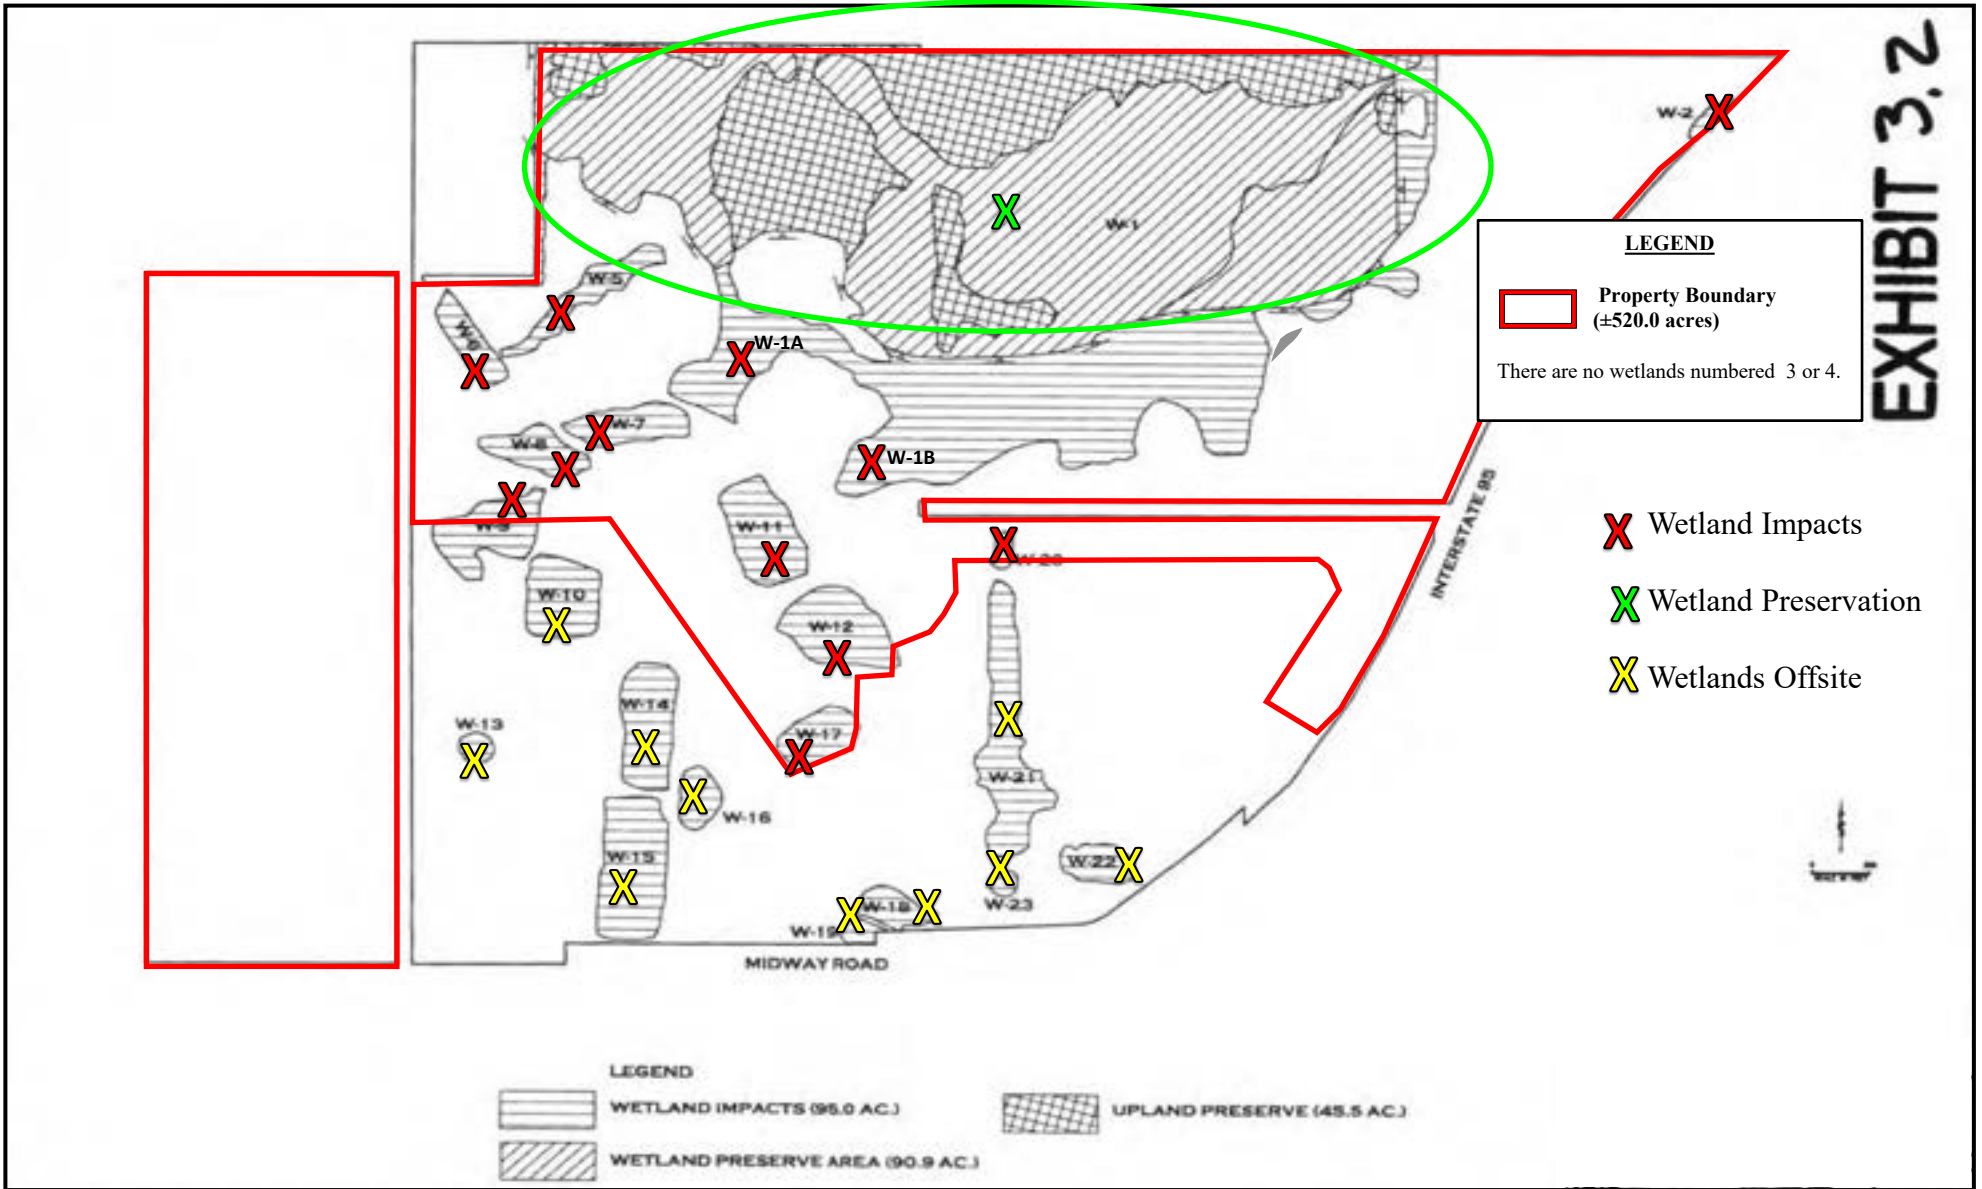 EXHIBIT 3,2
W-2
W-1
LEGEND
Property Boundary
(±520.0 acres)
There are no wetlands numbered 3 or 4.
W-5
W-6
W-1A
W-7
W-8
W-1B
W-9
W-11
W-20
INTERSTATE 95
Wetland Impacts
Wetland Preservation
Wetlands Offsite
W-10
W-12
W-14
W-13
W-17
W-21
W-16
W-15
W-22
W-18
W-23
W-19
MIDWAY ROAD
LEGEND
WETLAND IMPACTS (95.0 AC.)
UPLAND PRESERVE (45.5 AC.)
WETLAND PRESERVE AREA (90.9 AC.)